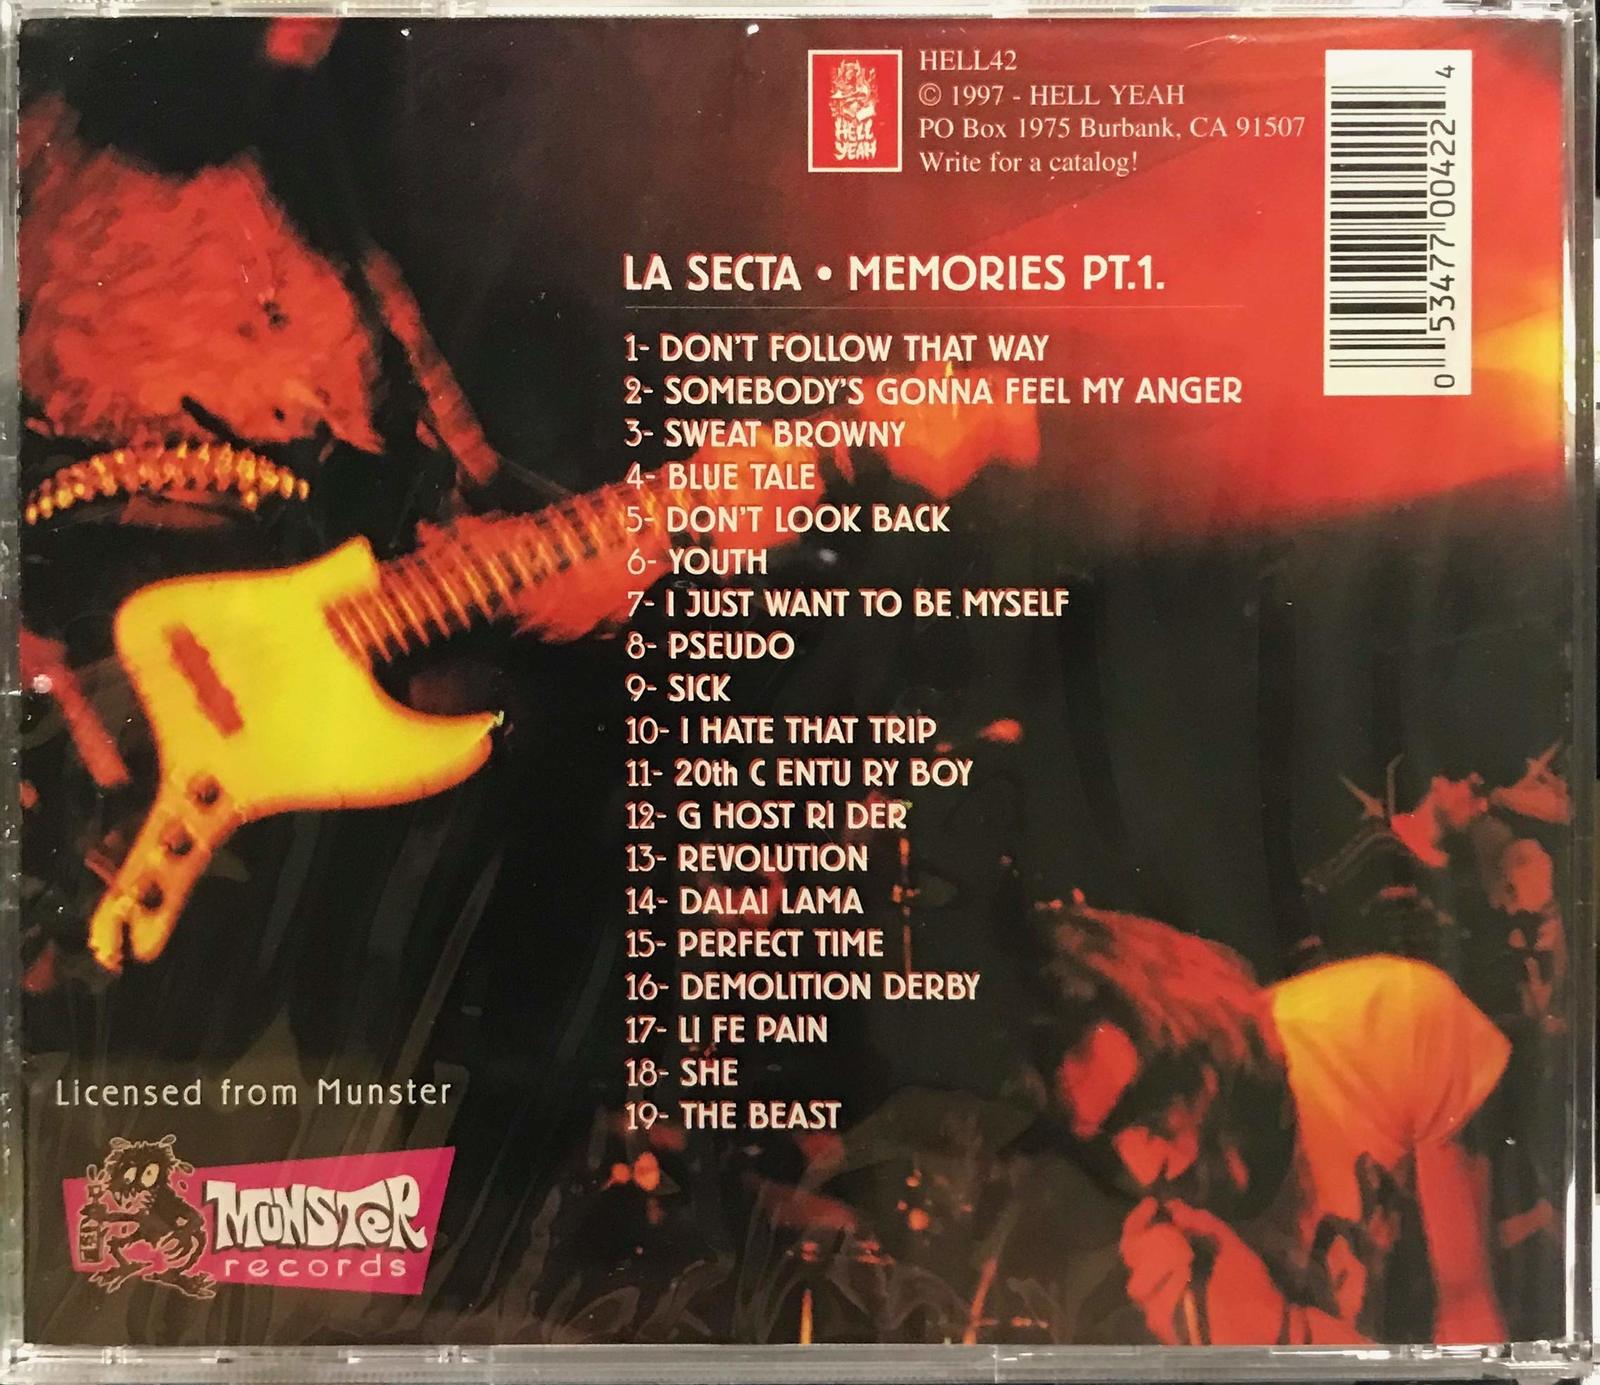 HELL42
© 1997 - HELL YEAH
PO Box 1975 Burbank, CA 91507
Write for a catalog!
HELL
YEAH
0 53477 00422 4
LA SECTA • MEMORIES PT.1.
1- DON'T FOLLOW THAT WAY
2- SOMEBODY'S GONNA FEEL MY ANGER
3- SWEAT BROWNY
4- BLUE TALE
5- DON'T LOOK BACK
6- YOUTH
7- I JUST WANT TO BE MYSELF
8- PSEUDO
9- SICK
10- I HATE THAT TRIP
11- 20th C ENTU RY BOY
12- G HOST RI DER
13- REVOLUTION
14- DALAI LAMA
15- PERFECT TIME
16- DEMOLITION DERBY
17- LI FE PAIN
18- SHE
19- THE BEAST
Licensed from Munster
MUNSTER
records